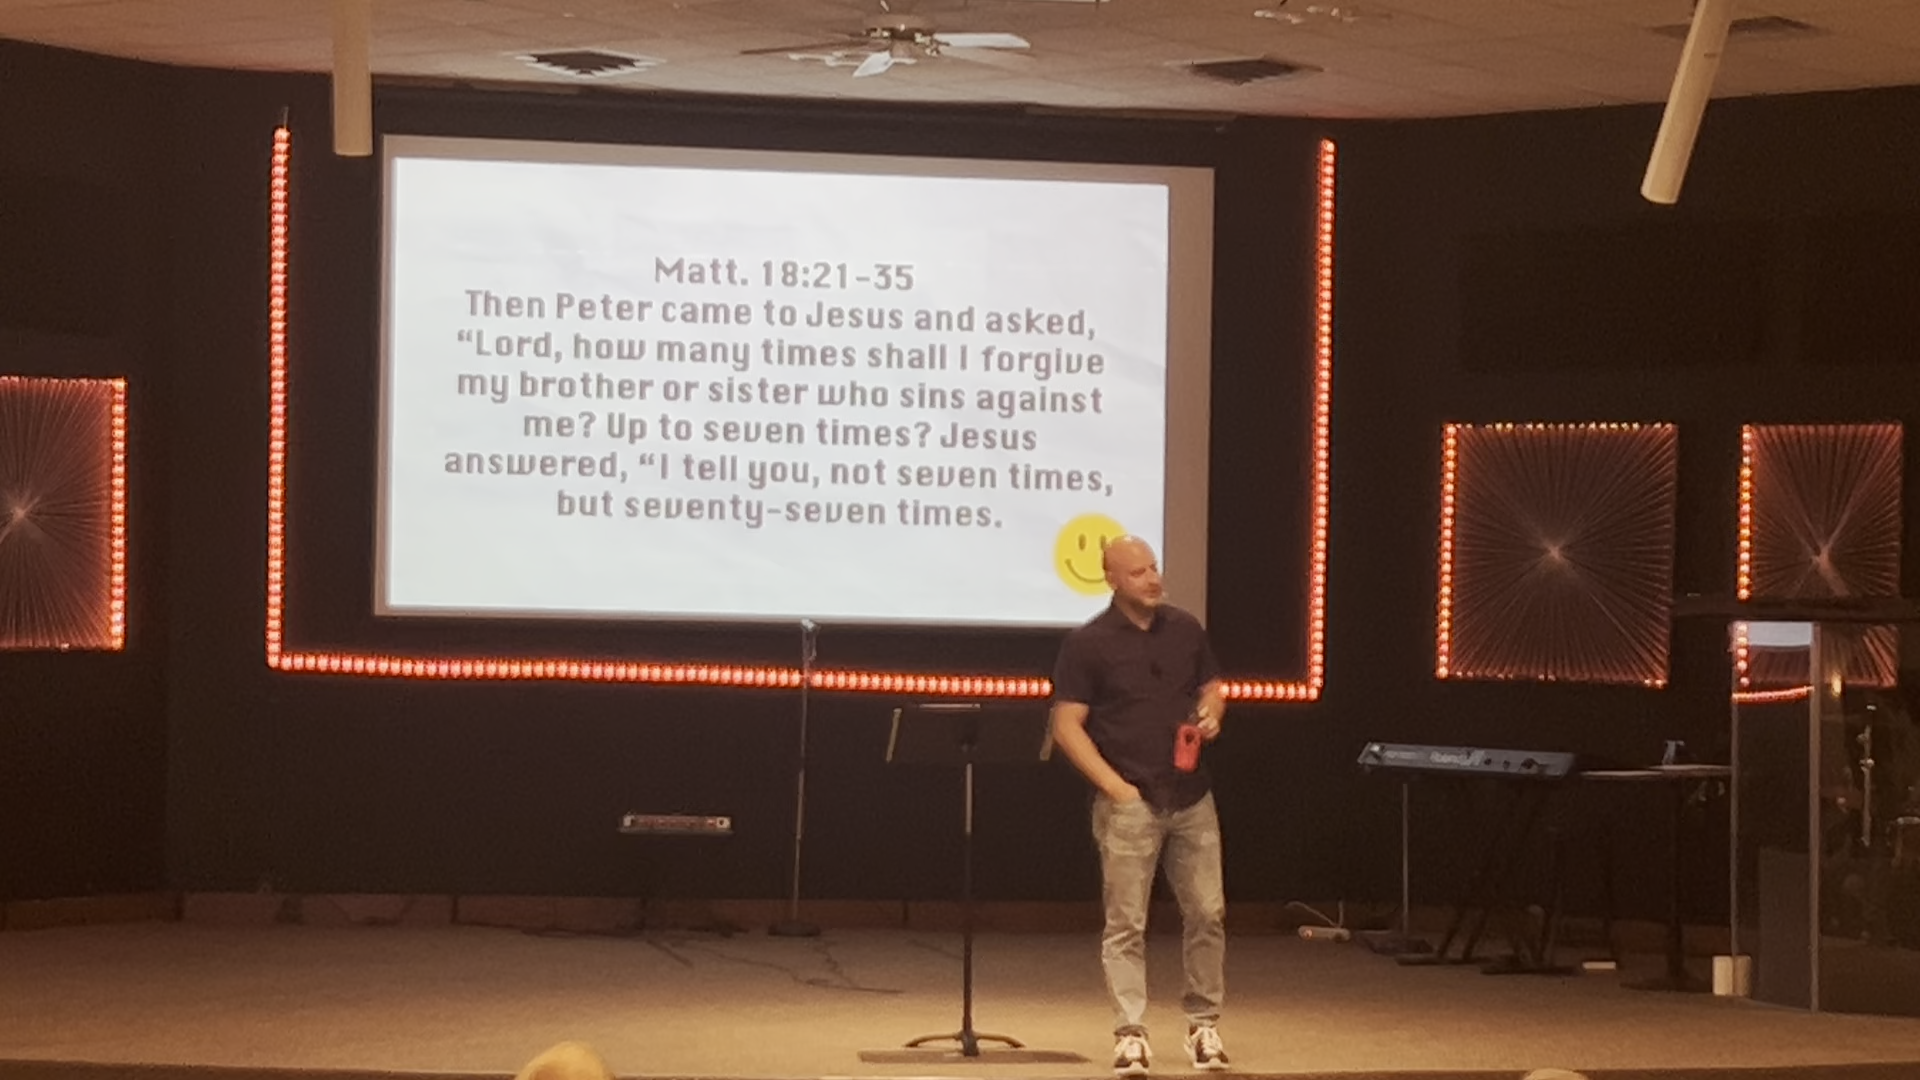 Matt. 18:21-35
Then Peter came to Jesus and asked,
“Lord, how many times shall I forgive
my brother or sister who sins against
me? Up to seven times? Jesus
answered, “I tell you, not seven times,
but seventy-seven times.